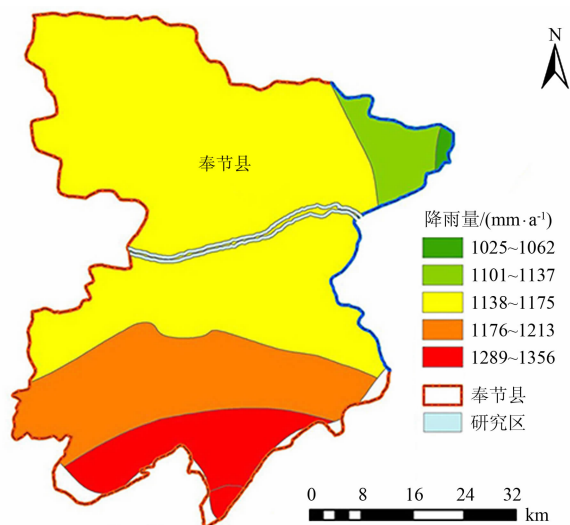 N
奉节县
降雨量/(mm·a⁻¹)
1025~1062
1101~1137
1138~1175
1176~1213
1289~1356
奉节县
研究区
0 8 16 24 32
km